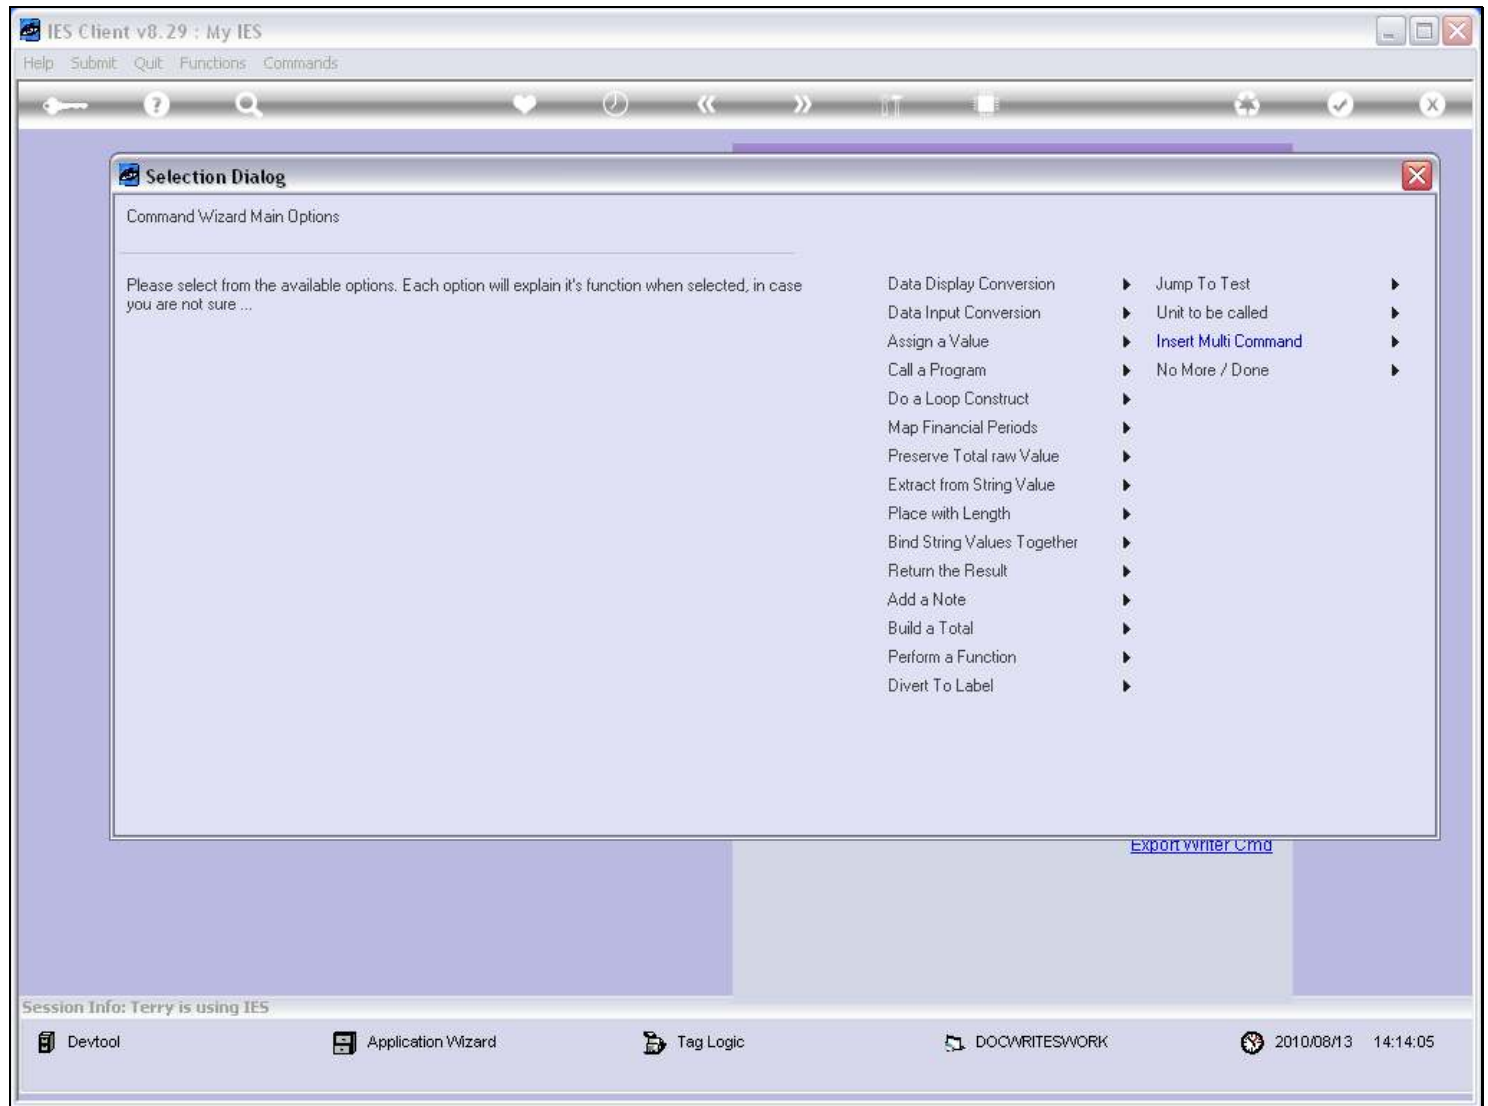 IES Client v8.29 : My IES
Help Submit Quit Functions Commands
Selection Dialog
Command Wizard Main Options
Please select from the available options. Each option will explain it's function when selected, in case
you are not sure ...
Data Display Conversion
Data Input Conversion
Assign a Value
Call a Program
Do a Loop Construct
Map Financial Periods
Preserve Total raw Value
Extract from String Value
Place with Length
Bind String Values Together
Return the Result
Add a Note
Build a Total
Perform a Function
Divert To Label
Jump To Test
Unit to be called
Insert Multi Command
No More / Done
Export Writer Cmd
Session Info: Terry is using IES
Devtool Application Wizard Tag Logic DOCWRITESWORK 2010/08/13 14:14:05